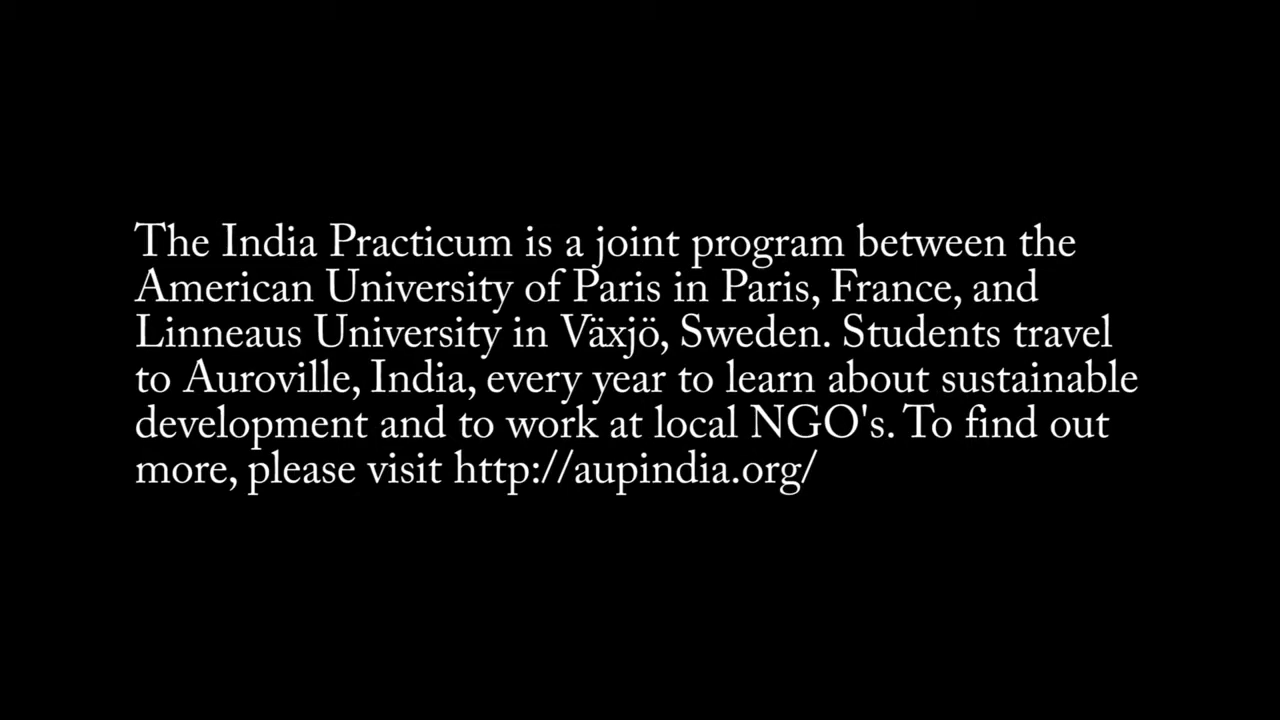 The India Practicum is a joint program between the
American University of Paris in Paris, France, and
Linneaus University in Växjö, Sweden. Students travel
to Auroville, India, every year to learn about sustainable
development and to work at local NGO's. To find out
more, please visit http://aupindia.org/